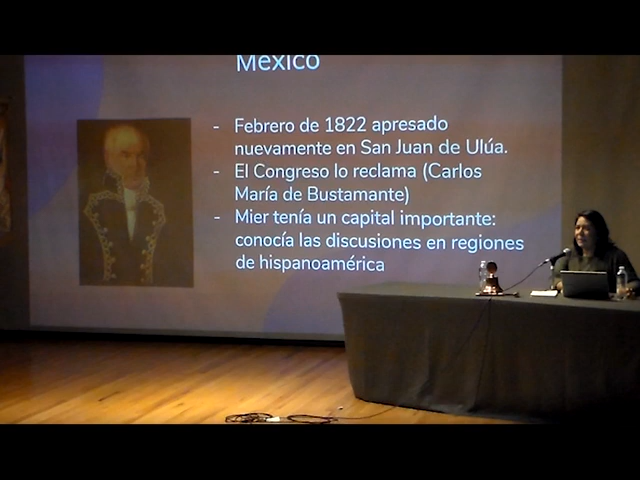 México
- Febrero de 1822 apresado
nuevamente en San Juan de Ulúa.
- El Congreso lo reclama (Carlos
María de Bustamante)
- Mier tenía un capital importante:
conocía las discusiones en regiones
de hispanoamérica